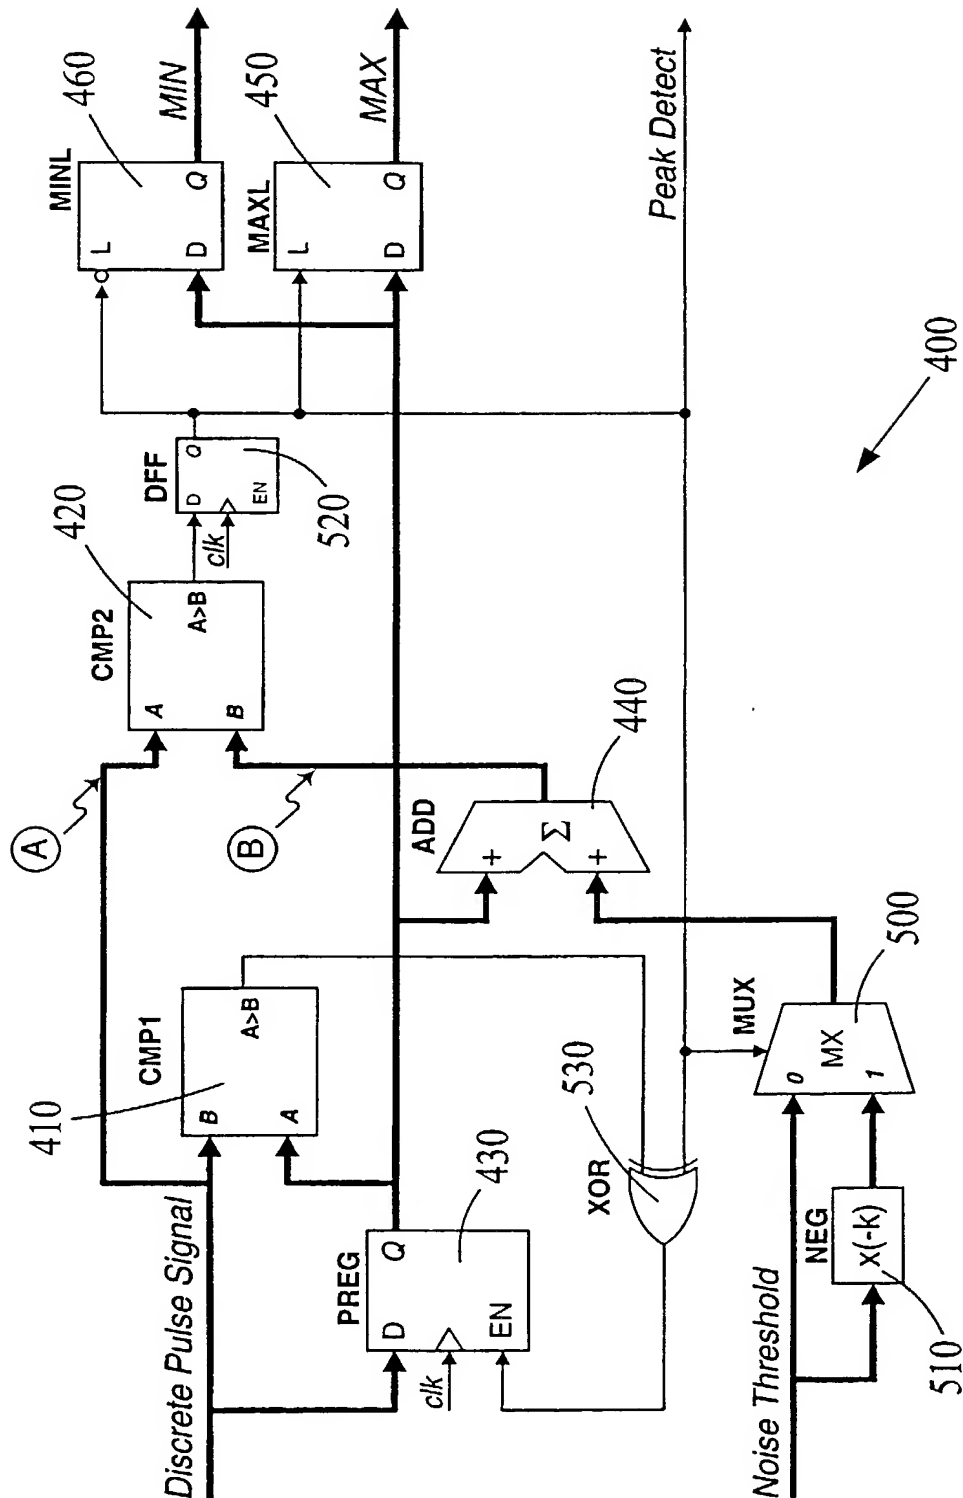 MINL
460
L
D
Q
MIN
MAXL
450
L
D
Q
MAX
Peak Detect
DFF
D
Q
EN
clk
520
CMP2
420
A
B
A>B
A
B
ADD
+
+
Σ
440
CMP1
410
B
A
A>B
PREG
430
D
Q
EN
clk
XOR
530
MUX
0
1
MX
500
NEG
x(-k)
510
Discrete Pulse Signal
Noise Threshold
400